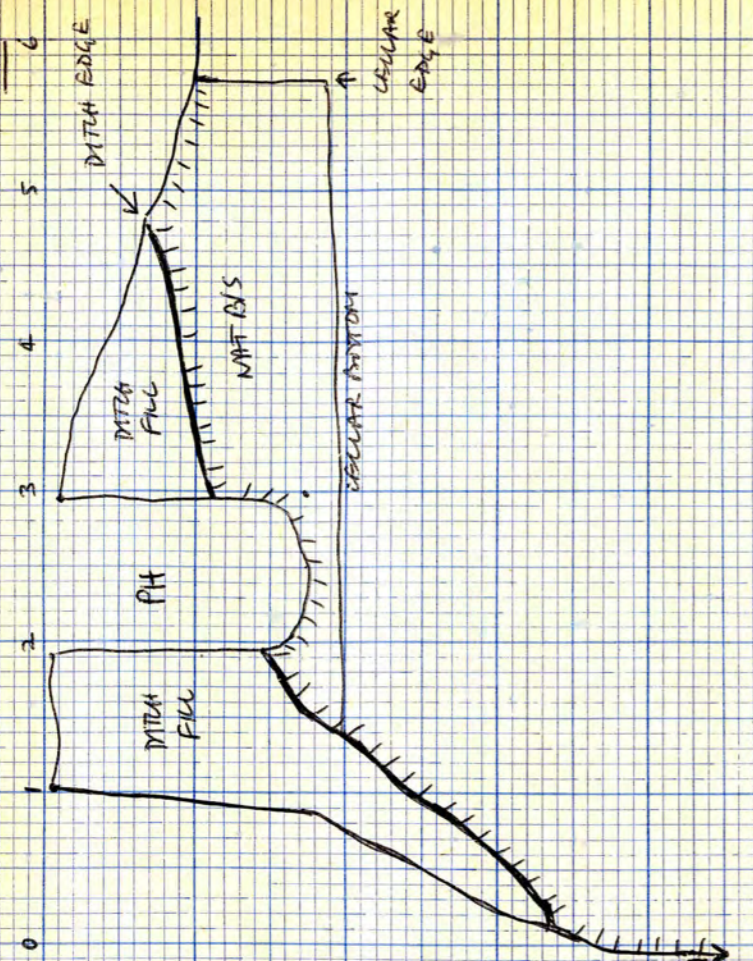 0
1
2
3
4
5
6
DITCH
FILL
PH
DITCH
FILL
NAT B/S
DITCH EDGE
CELLAR BOTTOM
CELLAR
EDGE